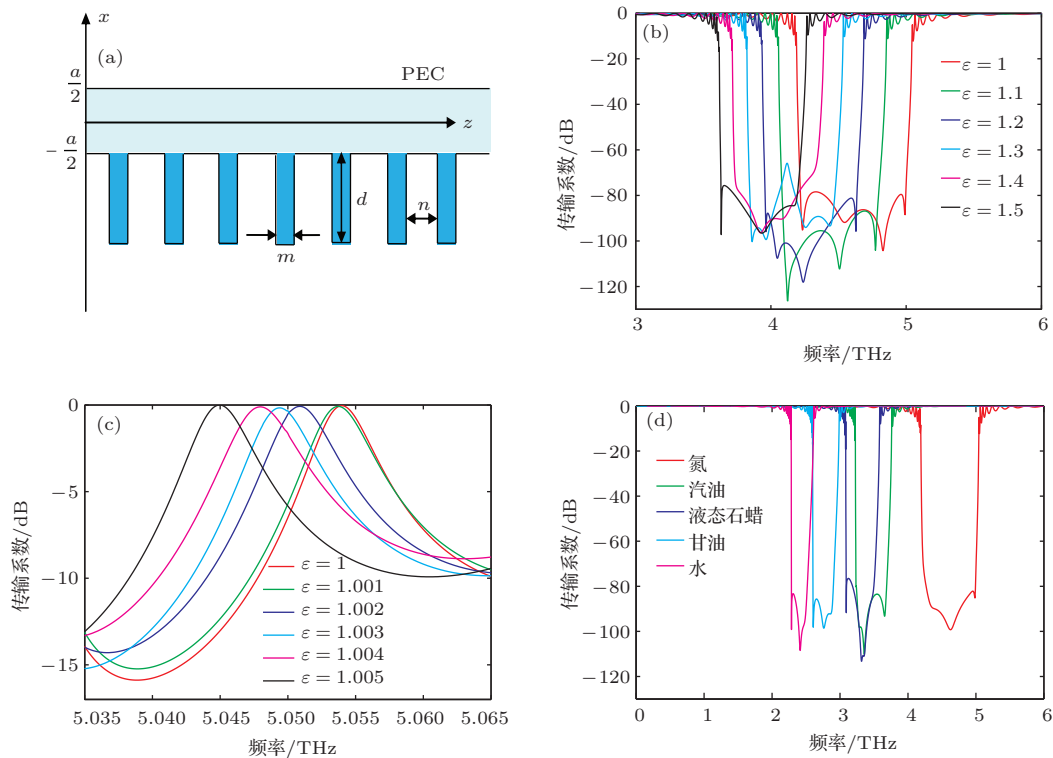 (a)
x
PEC
a/2
z
− a/2
d
n
m
(b)
传输系数/dB
0
−20
−40
−60
−80
−100
−120
3
4
5
6
频率/THz
ε = 1
ε = 1.1
ε = 1.2
ε = 1.3
ε = 1.4
ε = 1.5
(c)
传输系数/dB
0
−5
−10
−15
5.035
5.040
5.045
5.050
5.055
5.060
5.065
频率/THz
ε = 1
ε = 1.001
ε = 1.002
ε = 1.003
ε = 1.004
ε = 1.005
(d)
传输系数/dB
0
−20
−40
−60
−80
−100
−120
0
1
2
3
4
5
6
频率/THz
氮
汽油
液态石蜡
甘油
水